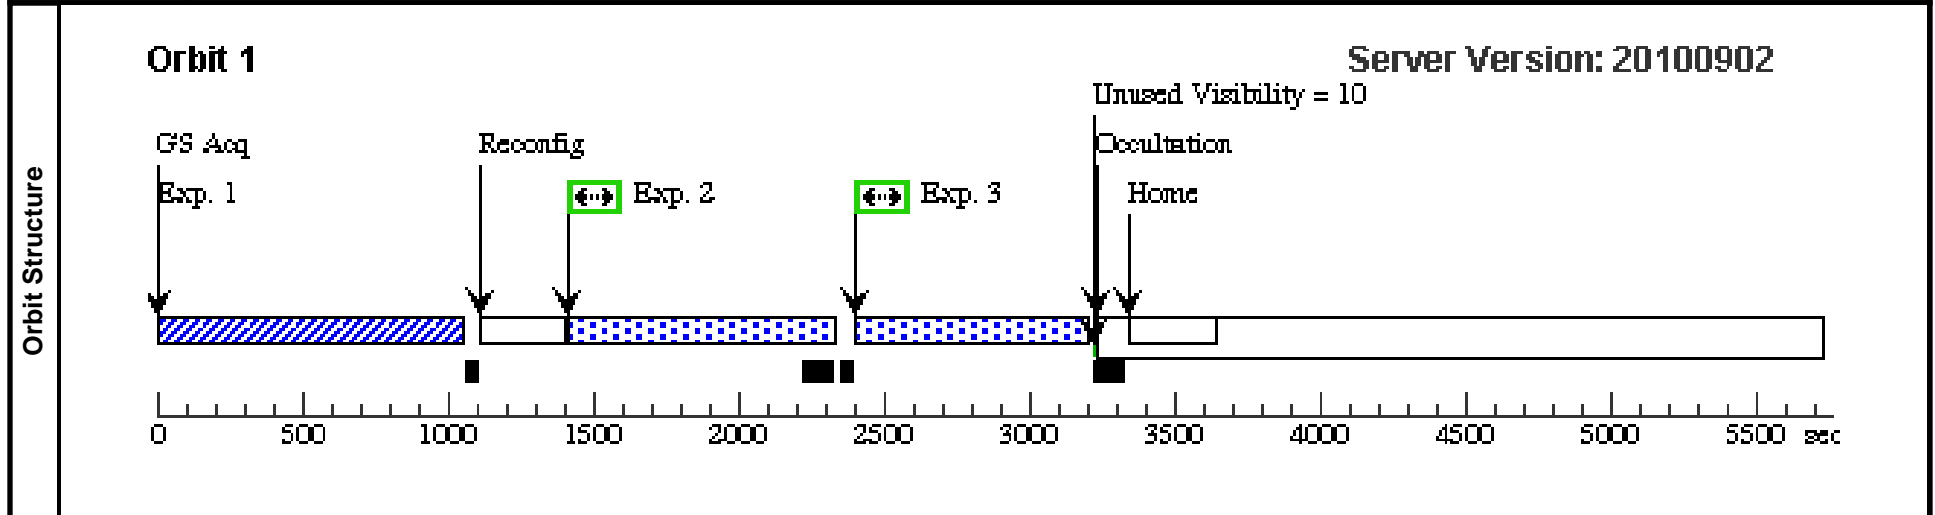 Orbit Structure
Orbit 1
Server Version: 20100902
Unused Visibility = 10
GS Acq
Reconfig
Occultation
Exp. 1
Exp. 2
Exp. 3
Home
0 500 1000 1500 2000 2500 3000 3500 4000 4500 5000 5500 sec